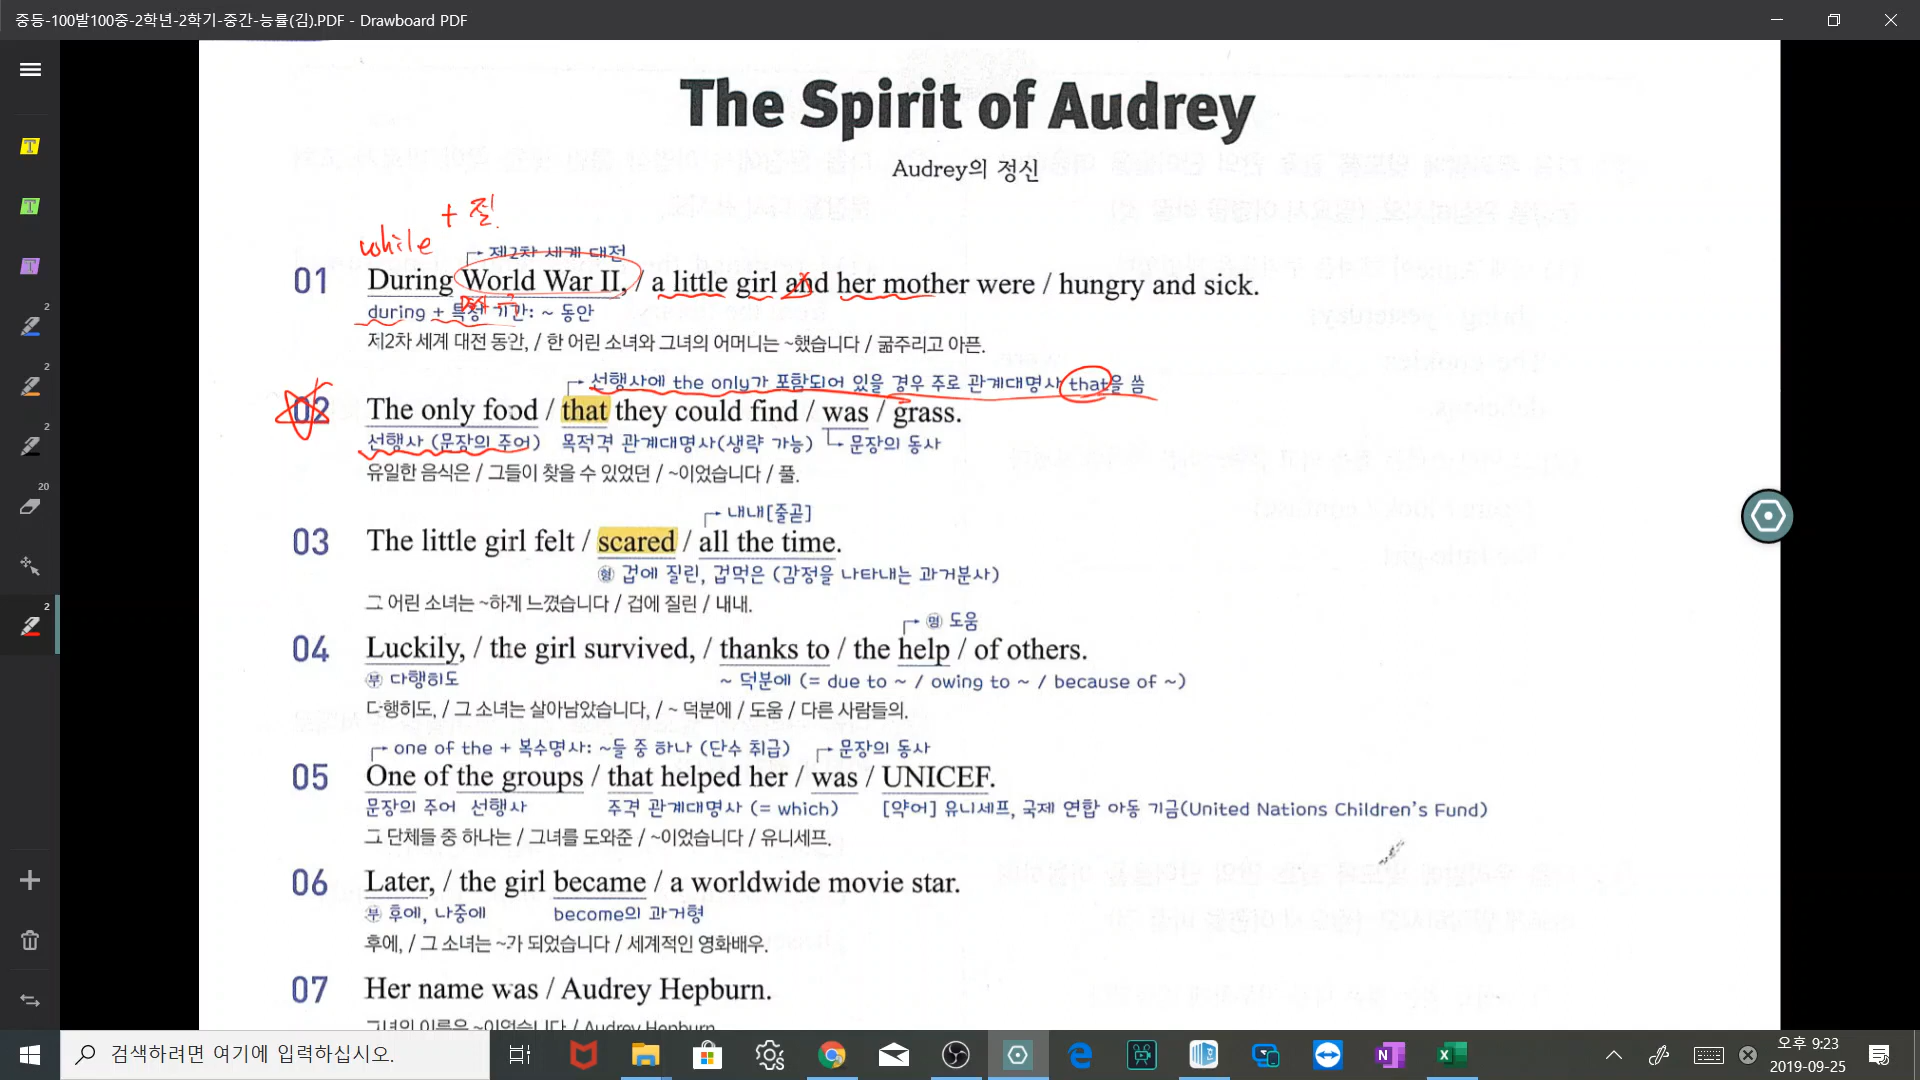 중등-100발100중-2학년-2학기-중간-능률(김).PDF - Drawboard PDF
The Spirit of Audrey
Audrey의 정신
+ 절
while
제2차 세계 대전
01 During World War II, / a little girl and her mother were / hungry and sick.
during + 특정 기간: ~ 동안
제2차 세계 대전 동안, / 한 어린 소녀와 그녀의 어머니는 ~했습니다 / 굶주리고 아픈.
선행사에 the only가 포함되어 있을 경우 주로 관계대명사 that을 씀
02 The only food / that they could find / was / grass.
선행사 (문장의 주어) 목적격 관계대명사(생략 가능) 문장의 동사
유일한 음식은 / 그들이 찾을 수 있었던 / ~이었습니다 / 풀.
내내[줄곧]
03 The little girl felt / scared / all the time.
형 겁에 질린, 겁먹은 (감정을 나타내는 과거분사)
그 어린 소녀는 ~하게 느꼈습니다 / 겁에 질린 / 내내.
명 도움
04 Luckily, / the girl survived, / thanks to / the help / of others.
부 다행히도 ~ 덕분에 (= due to ~ / owing to ~ / because of ~)
다행히도, / 그 소녀는 살아남았습니다, / ~ 덕분에 / 도움 / 다른 사람들의.
one of the + 복수명사: ~들 중 하나 (단수 취급) 문장의 동사
05 One of the groups / that helped her / was / UNICEF.
문장의 주어 선행사 주격 관계대명사 (= which) [약어] 유니세프, 국제 연합 아동 기금(United Nations Children's Fund)
그 단체들 중 하나는 / 그녀를 도와준 / ~이었습니다 / 유니세프.
06 Later, / the girl became / a worldwide movie star.
부 후에, 나중에 become의 과거형
후에, / 그 소녀는 ~가 되었습니다 / 세계적인 영화배우.
07 Her name was / Audrey Hepburn.
그녀의 이름은 ~이었습니다 / Audrey Hepburn
2
2
2
20
2
검색하려면 여기에 입력하십시오.
오후 9:23
2019-09-25